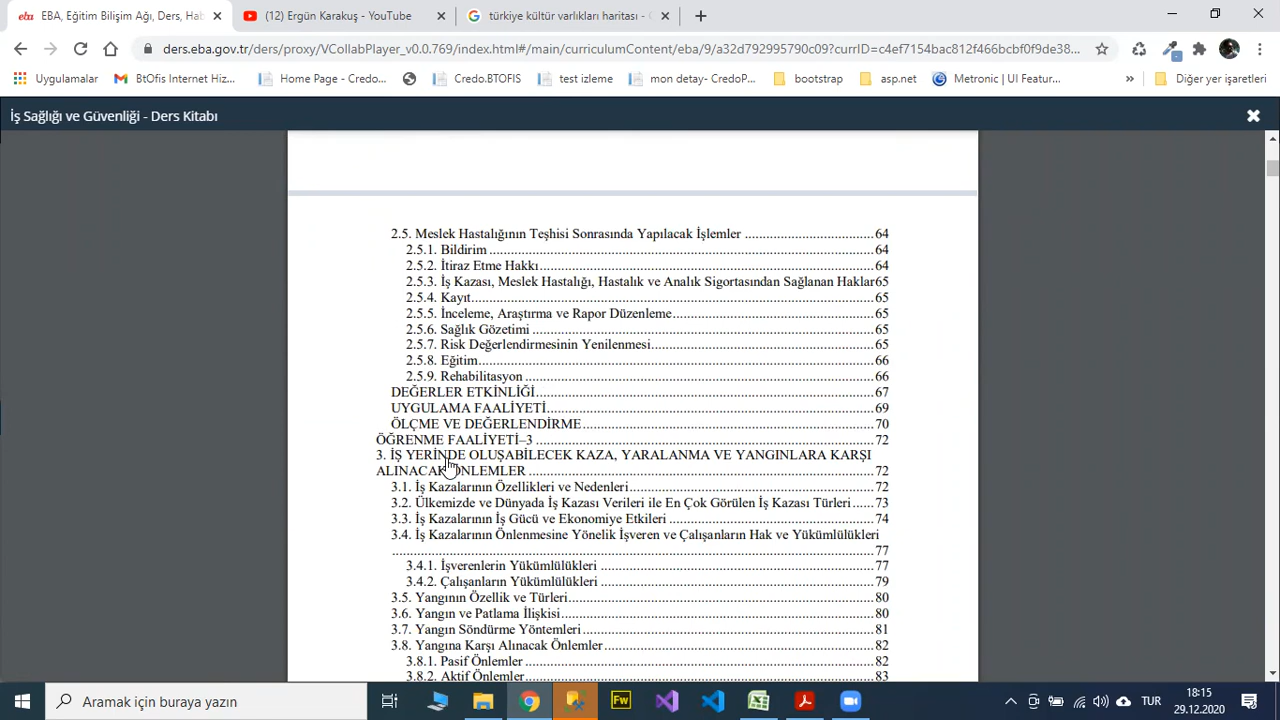 EBA, Eğitim Bilişim Ağı, Ders, Hab
(12) Ergün Karakuş - YouTube
türkiye kültür varlıkları haritası - G
ders.eba.gov.tr/ders/proxy/VCollabPlayer_v0.0.769/index.html#/main/curriculumContent/eba/9/a32d792995790c09?currID=c4ef7154bac812f466bcbf0f9de38...
Uygulamalar
BtOfis Internet Hiz...
Home Page - Credo...
Credo.BTOFIS
test izleme
mon detay- CredoP...
bootstrap
asp.net
Metronic | UI Featur...
»
Diğer yer işaretleri
İş Sağlığı ve Güvenliği - Ders Kitabı
2.5. Meslek Hastalığının Teşhisi Sonrasında Yapılacak İşlemler ................................64
2.5.1. Bildirim ................................................................................64
2.5.2. İtiraz Etme Hakkı.....................................................................64
2.5.3. İş Kazası, Meslek Hastalığı, Hastalık ve Analık Sigortasından Sağlanan Haklar65
2.5.4. Kayıt...................................................................................65
2.5.5. İnceleme, Araştırma ve Rapor Düzenleme..................................................65
2.5.6. Sağlık Gözetimi .......................................................................65
2.5.7. Risk Değerlendirmesinin Yenilenmesi......................................................65
2.5.8. Eğitim..................................................................................66
2.5.9. Rehabilitasyon .........................................................................66
DEĞERLER ETKİNLİĞİ....................................................................67
UYGULAMA FAALİYETİ....................................................................69
ÖLÇME VE DEĞERLENDİRME ..............................................................70
ÖĞRENME FAALİYETİ–3 ..................................................................72
3. İŞ YERİNDE OLUŞABİLECEK KAZA, YARALANMA VE YANGINLARA KARŞI
ALINACAK ÖNLEMLER .....................................................................72
3.1. İş Kazalarının Özellikleri ve Nedenleri ...................................................72
3.2. Ülkemizde ve Dünyada İş Kazası Verileri ile En Çok Görülen İş Kazası Türleri......73
3.3. İş Kazalarının İş Gücü ve Ekonomiye Etkileri .............................................74
3.4. İş Kazalarının Önlenmesine Yönelik İşveren ve Çalışanların Hak ve Yükümlülükleri
......................................................................................77
3.4.1. İşverenlerin Yükümlülükleri ............................................................77
3.4.2. Çalışanların Yükümlülükleri ............................................................79
3.5. Yangının Özellik ve Türleri...............................................................80
3.6. Yangın ve Patlama İlişkisi................................................................80
3.7. Yangın Söndürme Yöntemleri ..............................................................81
3.8. Yangına Karşı Alınacak Önlemler ..........................................................82
3.8.1. Pasif Önlemler .........................................................................82
3.8.2. Aktif Önlemler..........................................................................83
Aramak için buraya yazın
Fw
TUR
18:15
29.12.2020